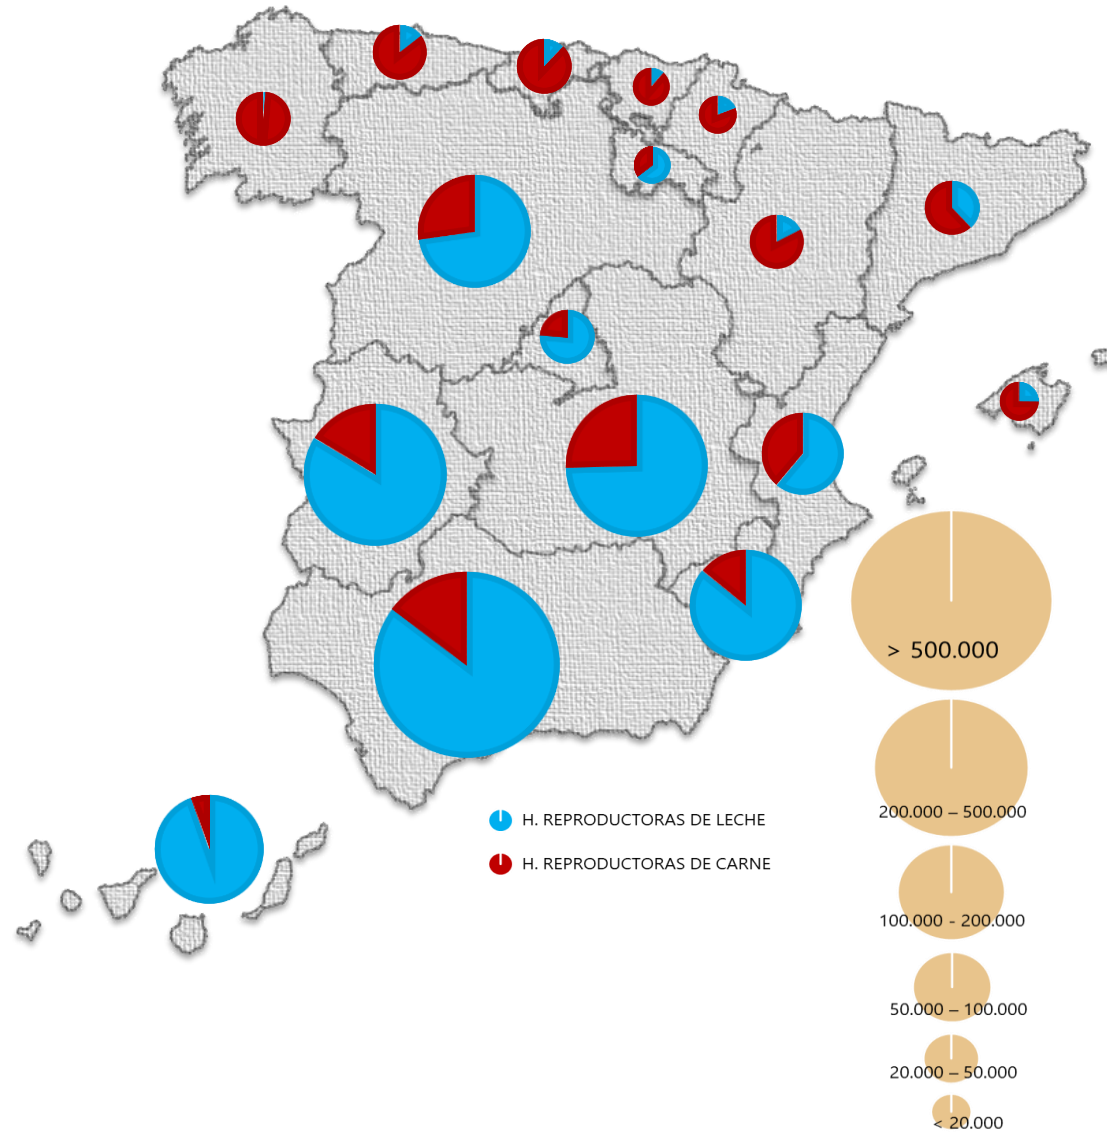 > 500.000
200.000 – 500.000
H. REPRODUCTORAS DE LECHE
H. REPRODUCTORAS DE CARNE
100.000 - 200.000
50.000 – 100.000
20.000 – 50.000
< 20.000